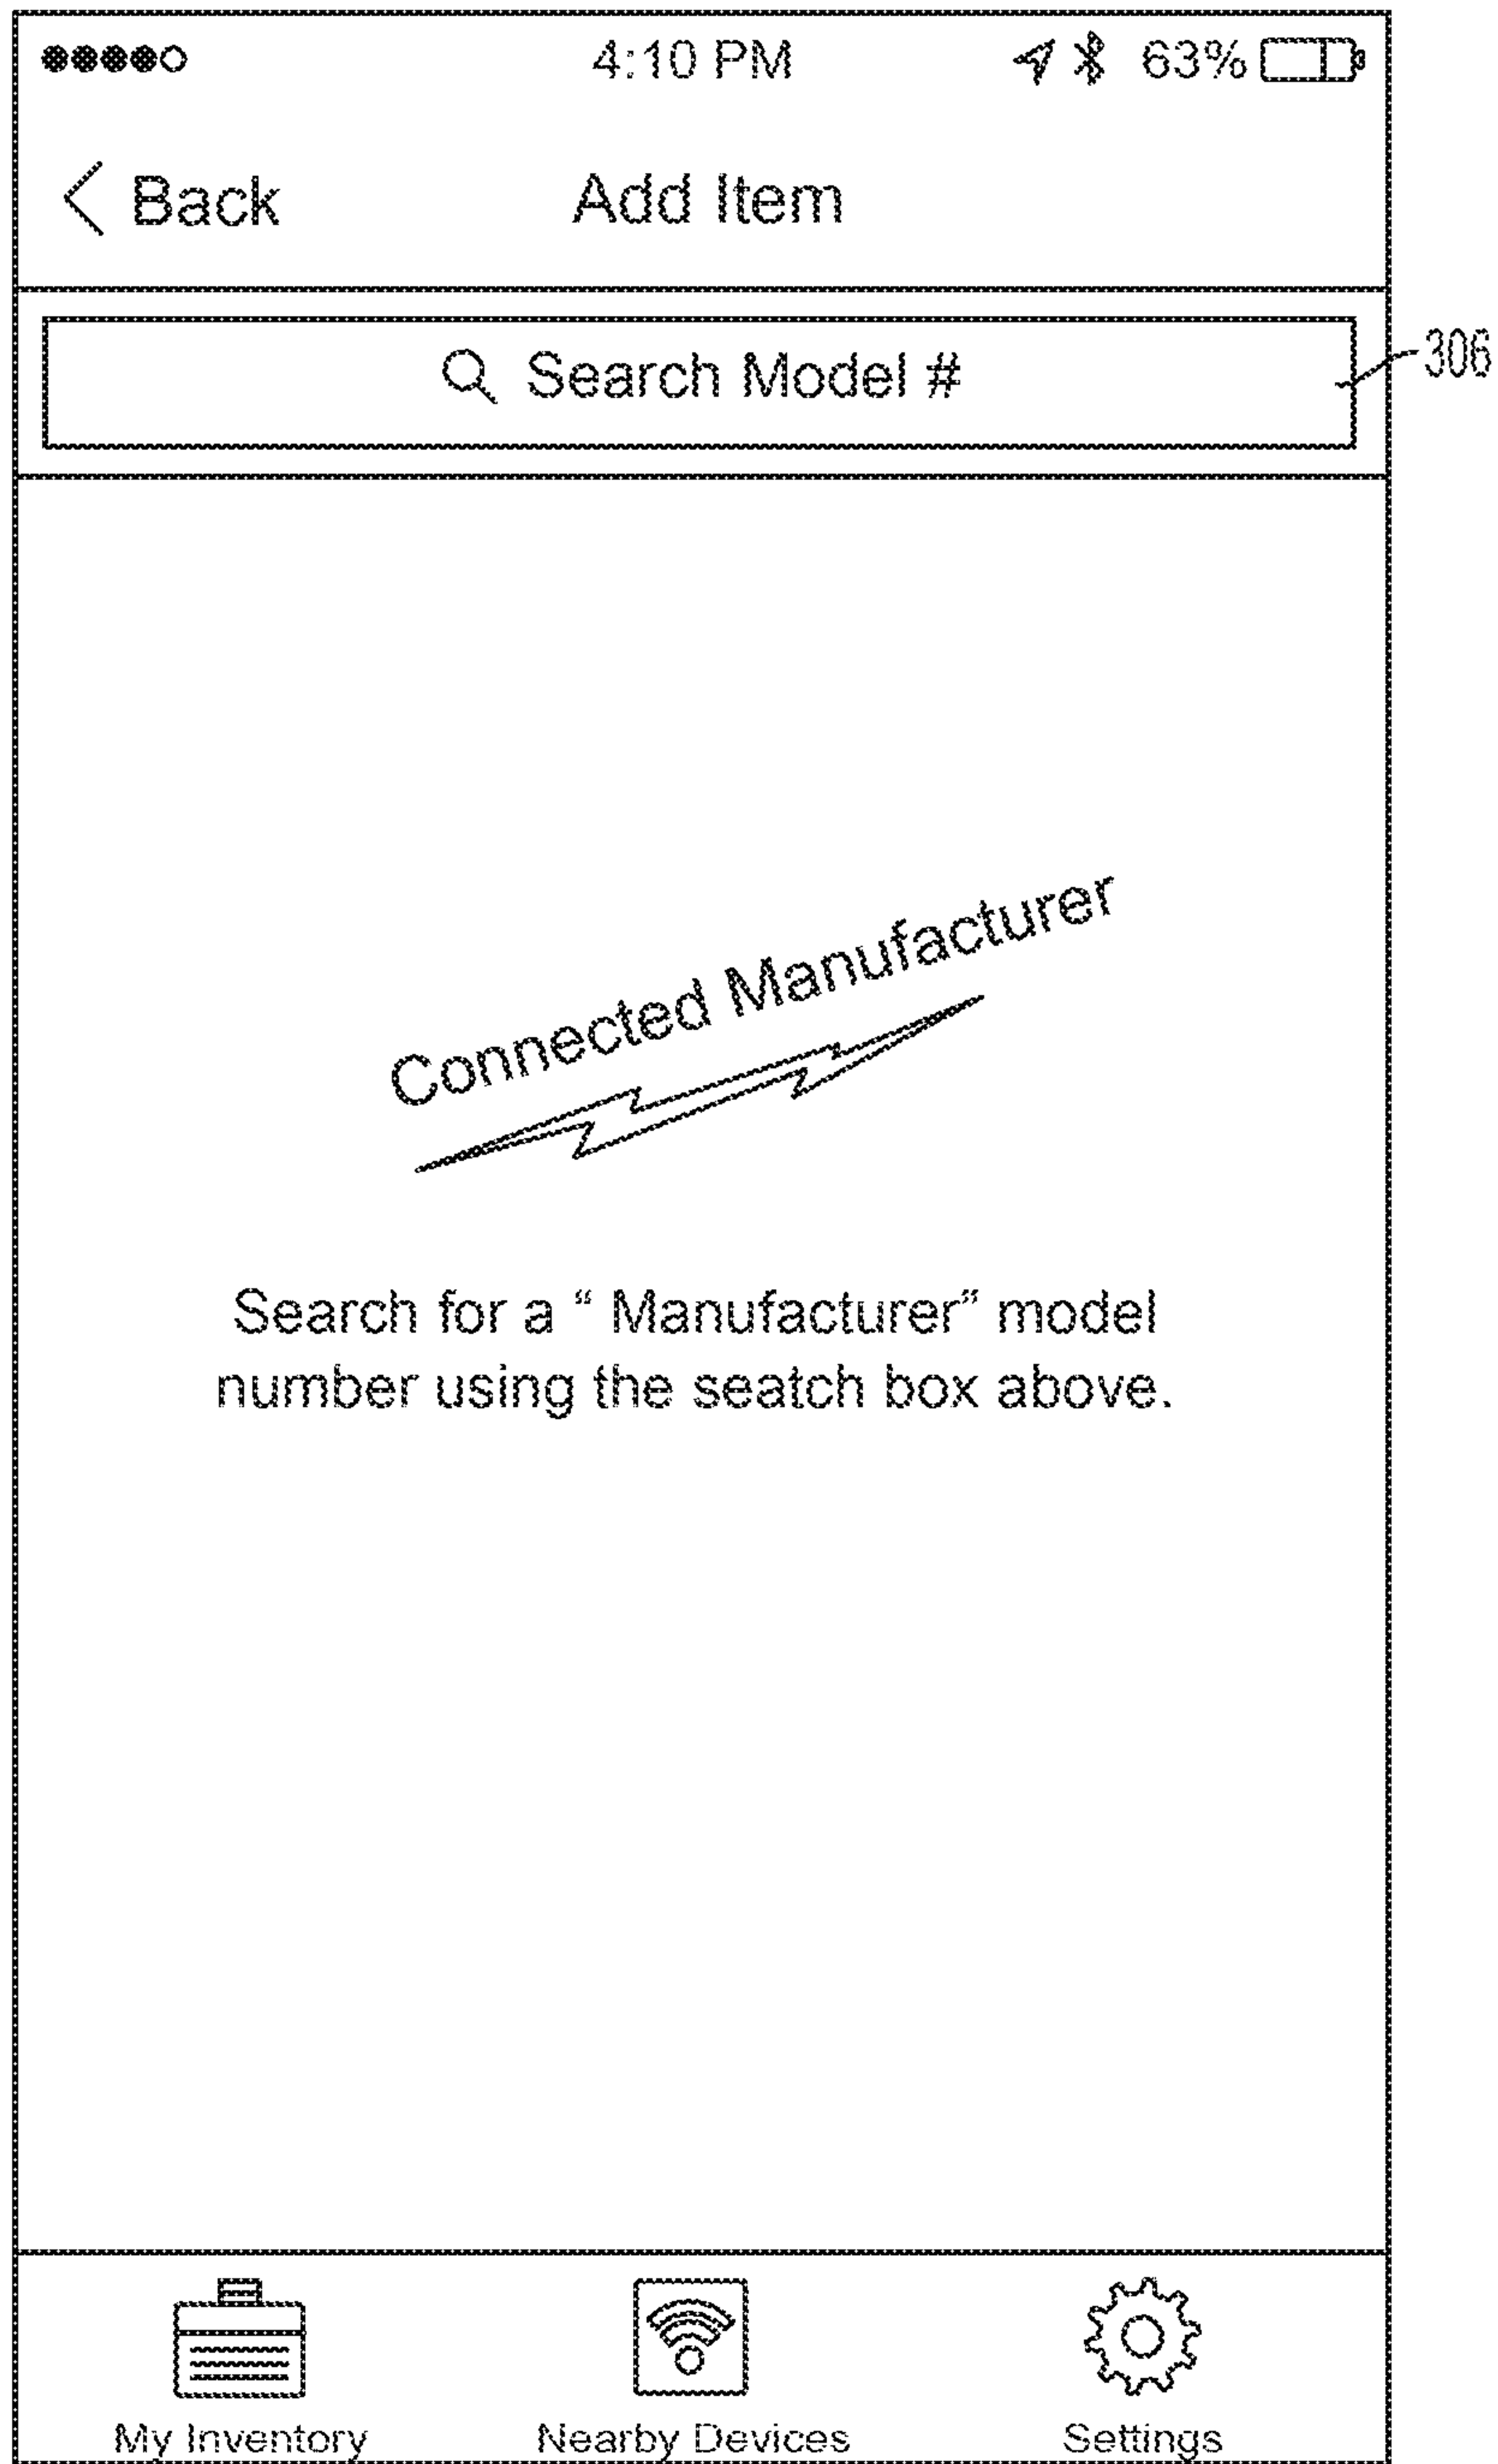 4:10 PM 63%
Back Add Item
Search Model # 306
Connected Manufacturer
Search for a “ Manufacturer” model
number using the seatch box above.
My Inventory Nearby Devices Settings